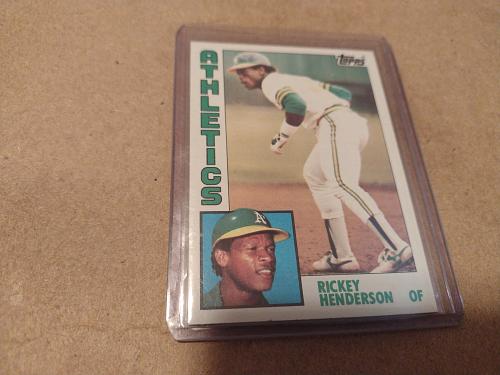 Topps
ATHLETICS
A's
RICKEY
HENDERSON OF